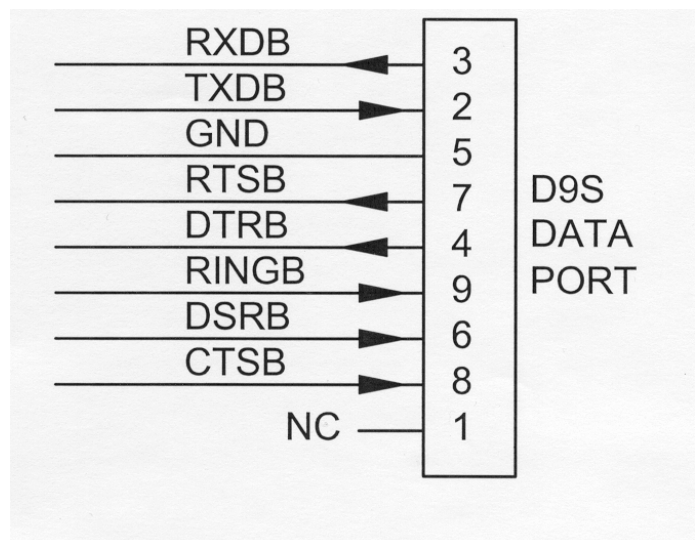 RXDB 3
TXDB 2
GND 5
RTSB 7
DTRB 4
RINGB 9
DSRB 6
CTSB 8
NC 1
D9S
DATA
PORT